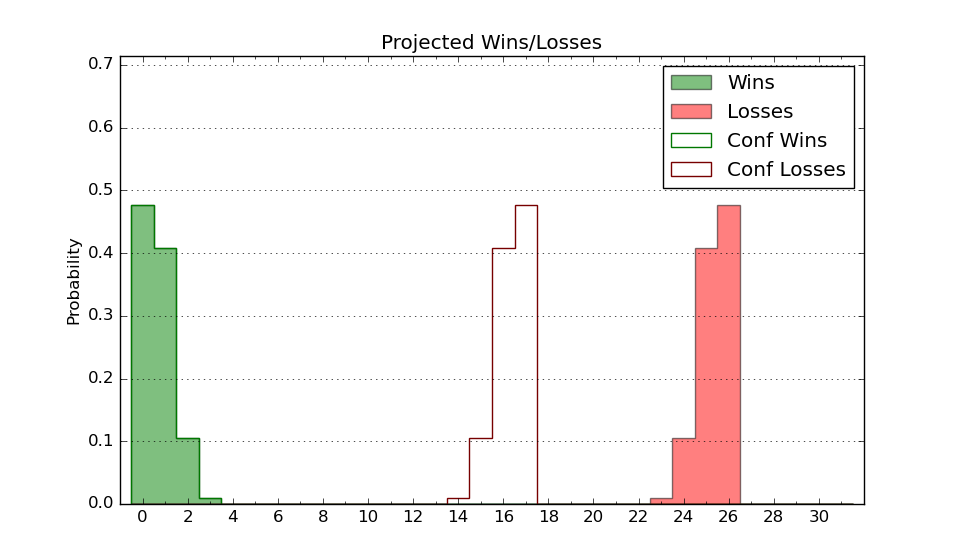 Projected Wins/Losses
0.7
0.6
0.5
0.4
0.3
0.2
0.1
0.0
Probability
Wins
Losses
Conf Wins
Conf Losses
0 2 4 6 8 10 12 14 16 18 20 22 24 26 28 30